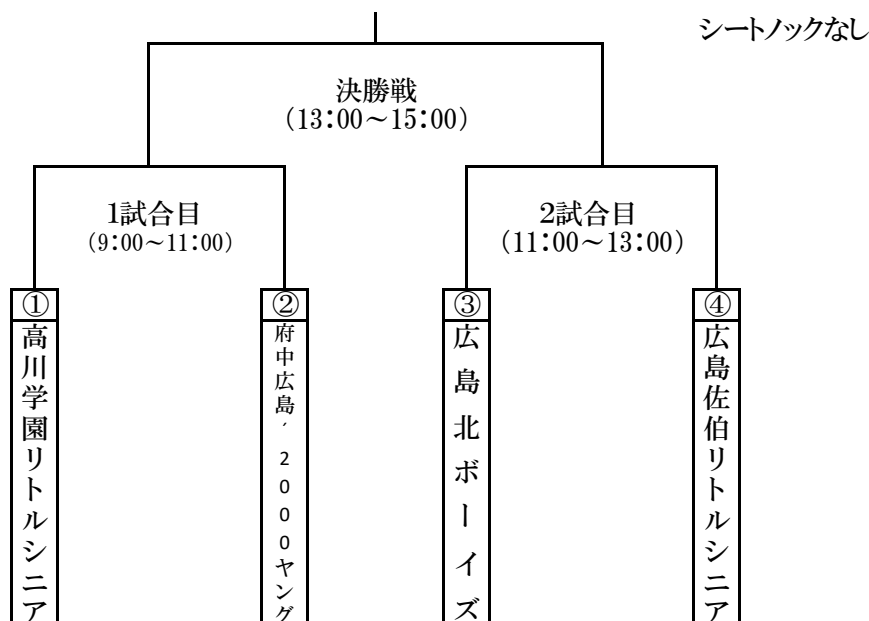 シートノックなし
決勝戦
（13：00～15：00）
1試合目
（9：00～11：00）
2試合目
（11：00～13：00）
①
高川学園リトルシニア
②
府中広島´2000ヤング
③
広島北ボーイズ
④
広島佐伯リトルシニア